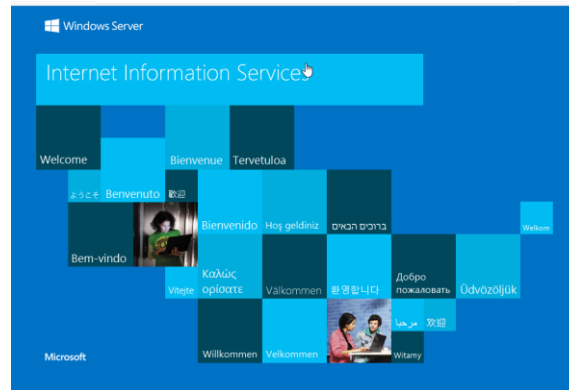 Windows Server
Internet Information Services
Welcome
Bienvenue
Tervetuloa
ようこそ
Benvenuto
歡迎
Bienvenido
Hoş geldiniz
ברוכים הבאים
Welkom
Bem-vindo
Vítejte
Καλώς
ορίσατε
Välkommen
환영합니다
Добро
пожаловать
Üdvözöljük
مرحبا
欢迎
Microsoft
Willkommen
Velkommen
Witamy